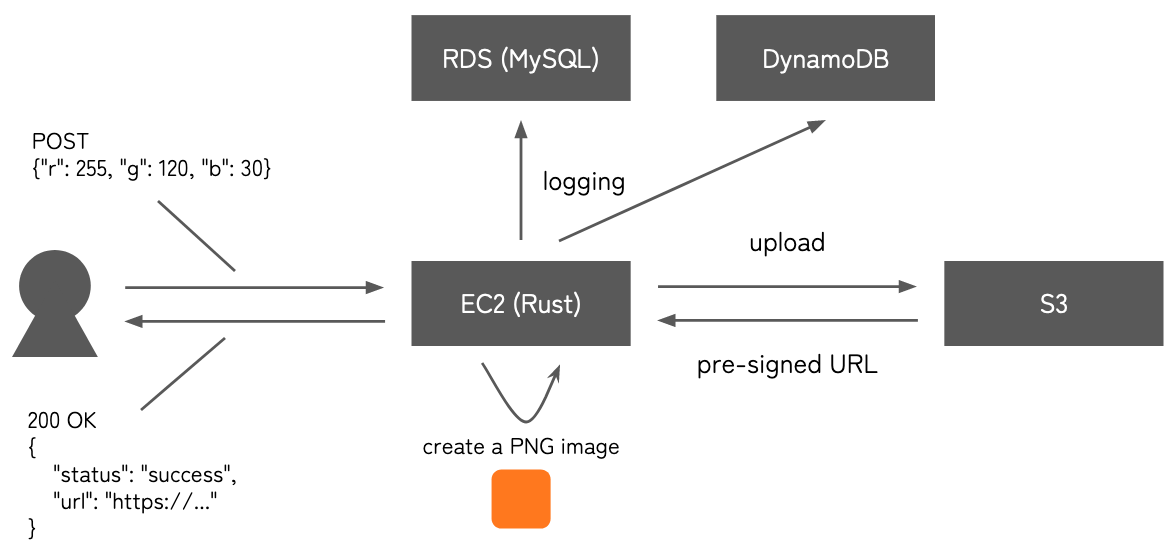 RDS (MySQL)
DynamoDB
POST
{"r": 255, "g": 120, "b": 30}
logging
upload
EC2 (Rust)
S3
pre-signed URL
200 OK
{
"status": "success",
"url": "https://..."
}
create a PNG image